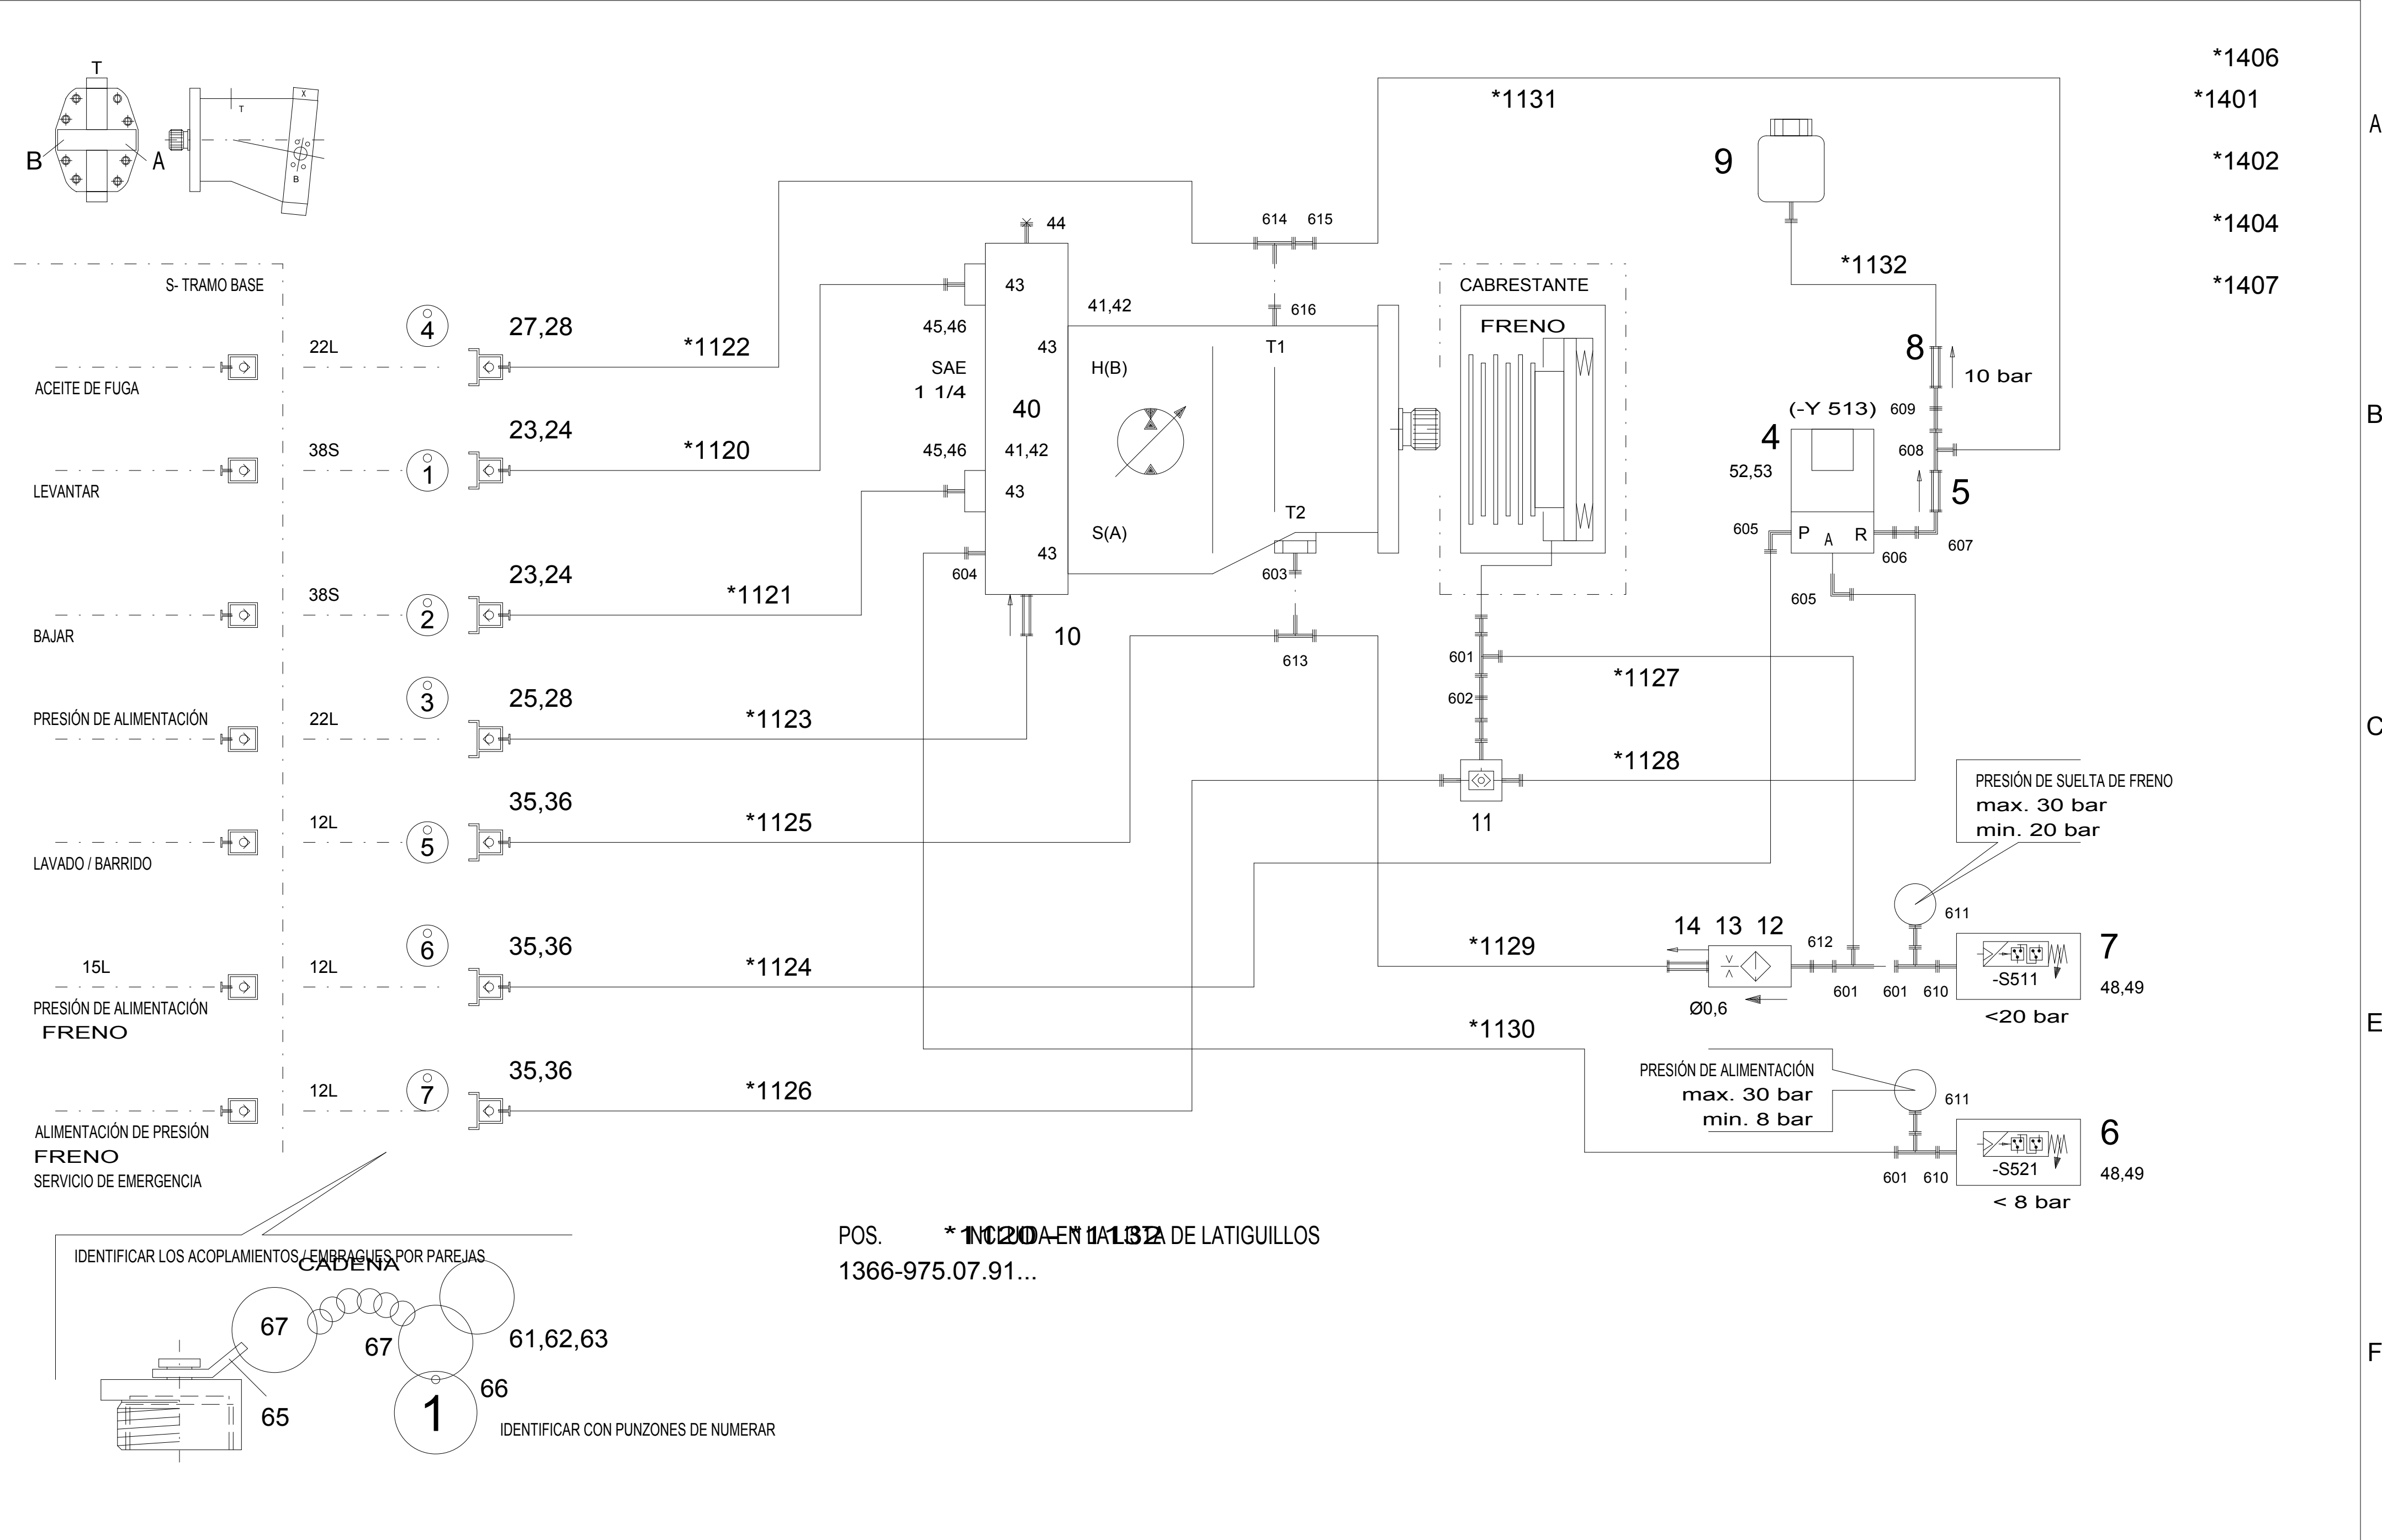 *1406
*1131
*1401
A
T
X
T
B
A
B
9
*1402
*1404
*1132
*1407
44
614
615
S- TRAMO BASE
43
41,42
616
CABRESTANTE
FRENO
4
27,28
22L
*1122
ACEITE DE FUGA
45,46
SAE
1 1/4
43
H(B)
T1
40
8
10 bar
(-Y 513)
609
B
4
52,53
608
5
23,24
38S
1
*1120
LEVANTAR
45,46
41,42
43
T2
S(A)
43
604
603
605
P
A
R
606
607
605
23,24
38S
2
*1121
BAJAR
10
613
601
602
*1127
3
25,28
PRESIÓN DE ALIMENTACIÓN
22L
*1123
C
*1128
11
PRESIÓN DE SUELTA DE FRENO
max. 30 bar
min. 20 bar
35,36
12L
5
*1125
LAVADO / BARRIDO
611
14 13 12
612
*1129
Ø0,6
601
601
610
-S511
7
48,49
<20 bar
15L
12L
6
35,36
*1124
PRESIÓN DE ALIMENTACIÓN
FRENO
E
*1130
PRESIÓN DE ALIMENTACIÓN
max. 30 bar
min. 8 bar
611
12L
7
35,36
*1126
ALIMENTACIÓN DE PRESIÓN
FRENO
SERVICIO DE EMERGENCIA
601
610
-S521
6
48,49
< 8 bar
POS. *1120 - *1132 INCLUIDA EN LA LISTA DE LATIGUILLOS
1366-975.07.91...
IDENTIFICAR LOS ACOPLAMIENTOS / EMBRAGUES POR PAREJAS
CADENA
67
67
61,62,63
66
65
1
IDENTIFICAR CON PUNZONES DE NUMERAR
F